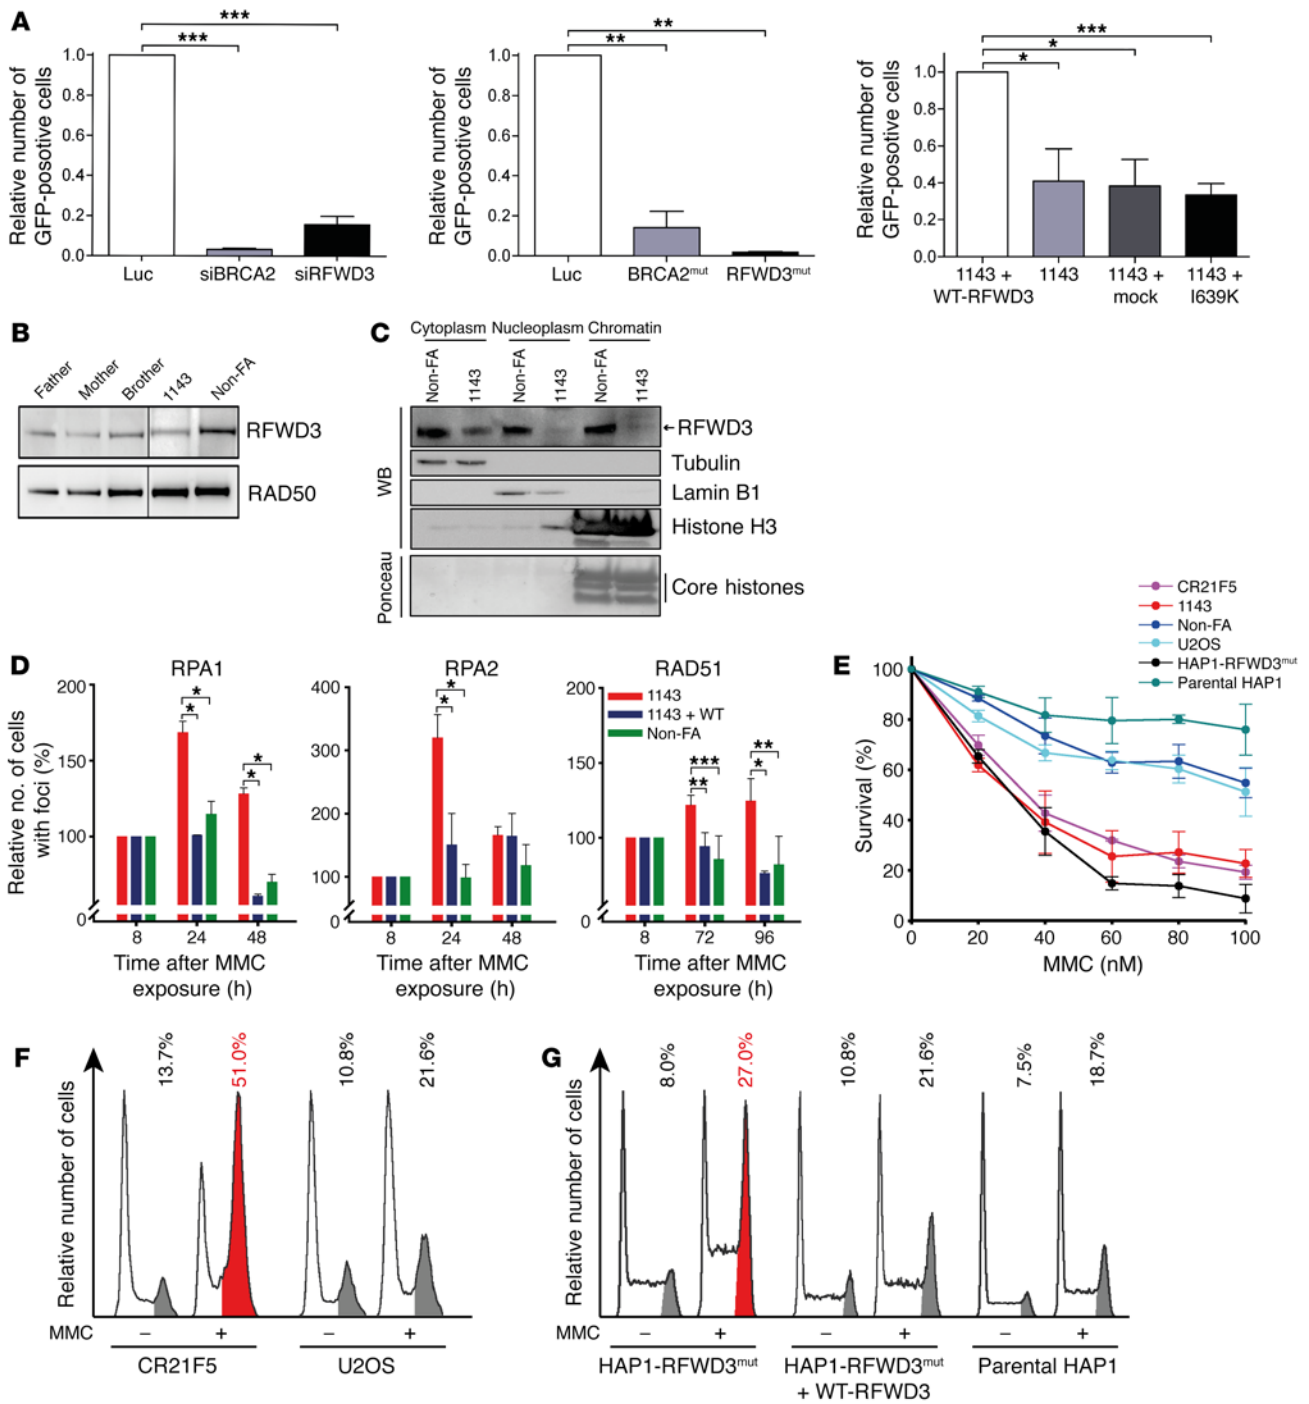 A
***
***
Relative number of
GFP-posotive cells
1.0
0.8
0.6
0.4
0.2
0.0
Luc
siBRCA2
siRFWD3
**
**
Relative number of
GFP-posotive cells
1.0
0.8
0.6
0.4
0.2
0.0
Luc
BRCA2mut
RFWD3mut
***
*
*
Relative number of
GFP-posotive cells
1.0
0.8
0.6
0.4
0.2
0.0
1143 +
WT-RFWD3
1143
1143 +
mock
1143 +
I639K
B
Father
Mother
Brother
1143
Non-FA
RFWD3
RAD50
C
Cytoplasm
Nucleoplasm
Chromatin
Non-FA
1143
Non-FA
1143
Non-FA
1143
WB
←RFWD3
Tubulin
Lamin B1
Histone H3
Ponceau
Core histones
D
Relative no. of cells
with foci (%)
RPA1
200
150
100
0
*
*
*
*
8
24
48
Time after MMC
exposure (h)
RPA2
400
300
200
100
0
*
*
8
24
48
Time after MMC
exposure (h)
RAD51
200
150
100
0
1143
1143 + WT
Non-FA
***
**
**
*
8
72
96
Time after MMC
exposure (h)
E
CR21F5
1143
Non-FA
U2OS
HAP1-RFWD3mut
Parental HAP1
Survival (%)
100
80
60
40
20
0
0
20
40
60
80
100
MMC (nM)
F
Relative number of cells
13.7%
51.0%
10.8%
21.6%
MMC
–
+
–
+
CR21F5
U2OS
G
Relative number of cells
8.0%
27.0%
10.8%
21.6%
7.5%
18.7%
MMC
–
+
–
+
–
+
HAP1-RFWD3mut
HAP1-RFWD3mut
+ WT-RFWD3
Parental HAP1